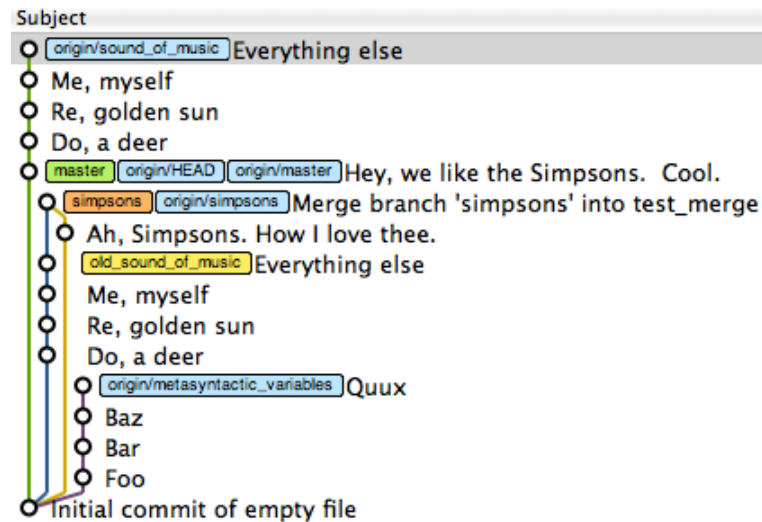 Subject
origin/sound_of_music Everything else
Me, myself
Re, golden sun
Do, a deer
master origin/HEAD origin/master Hey, we like the Simpsons.  Cool.
simpsons origin/simpsons Merge branch 'simpsons' into test_merge
Ah, Simpsons. How I love thee.
old_sound_of_music Everything else
Me, myself
Re, golden sun
Do, a deer
origin/metasyntactic_variables Quux
Baz
Bar
Foo
Initial commit of empty file